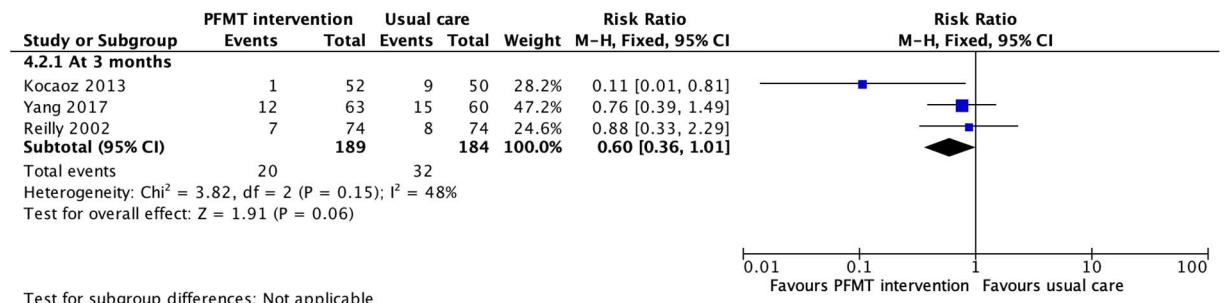 PFMT intervention Usual care Risk Ratio Risk Ratio
Study or Subgroup Events Total Events Total Weight M-H, Fixed, 95% CI M-H, Fixed, 95% CI
4.2.1 At 3 months
Kocaoz 2013 1 52 9 50 28.2% 0.11 [0.01, 0.81]
Yang 2017 12 63 15 60 47.2% 0.76 [0.39, 1.49]
Reilly 2002 7 74 8 74 24.6% 0.88 [0.33, 2.29]
Subtotal (95% CI) 189 184 100.0% 0.60 [0.36, 1.01]
Total events 20 32
Heterogeneity: Chi² = 3.82, df = 2 (P = 0.15); I² = 48%
Test for overall effect: Z = 1.91 (P = 0.06)
0.01 0.1 1 10 100
Favours PFMT intervention Favours usual care
Test for subgroup differences: Not applicable